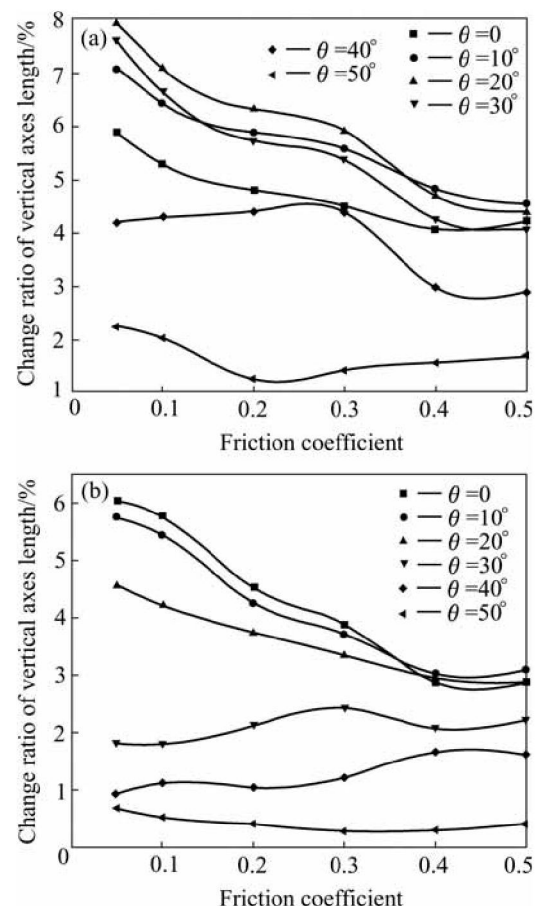 (a)
θ =40°
θ =50°
θ =0
θ =10°
θ =20°
θ =30°
Change ratio of vertical axes length/%
8
7
6
5
4
3
2
1
0 0.1 0.2 0.3 0.4 0.5
Friction coefficient
(b)
θ =0
θ =10°
θ =20°
θ =30°
θ =40°
θ =50°
Change ratio of vertical axes length/%
6
5
4
3
2
1
0 0.1 0.2 0.3 0.4 0.5
Friction coefficient